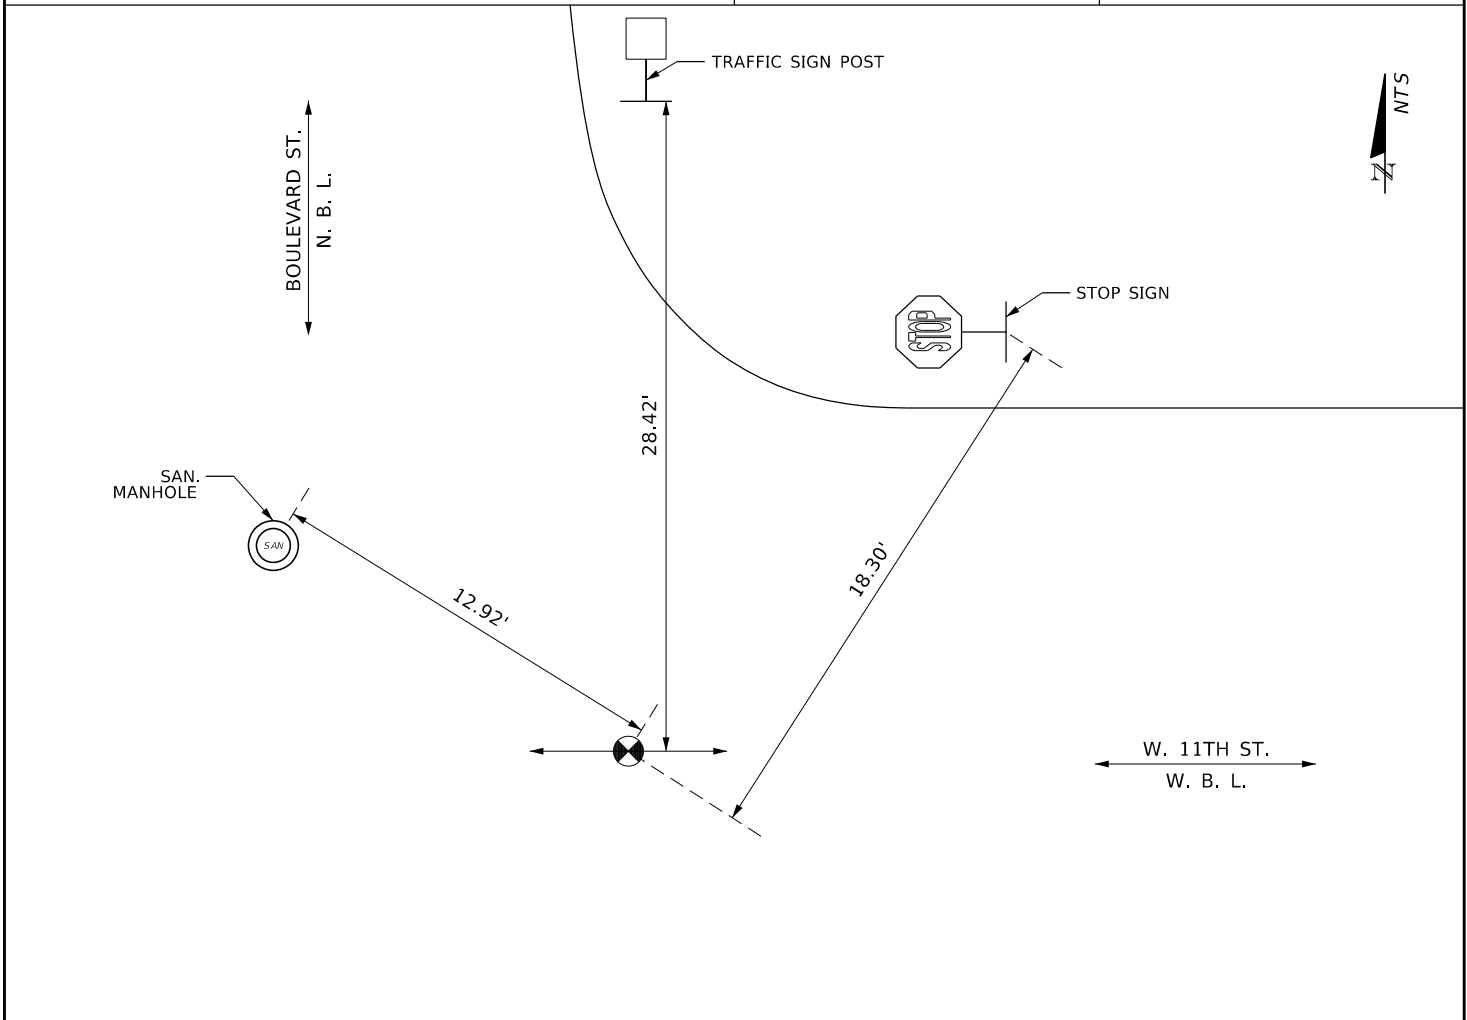 TRAFFIC SIGN POST
NTS
N
BOULEVARD ST.
N. B. L.
STOP SIGN
STOP
28.42'
SAN.
MANHOLE
SAN
18.30'
12.92'
W. 11TH ST.
W. B. L.